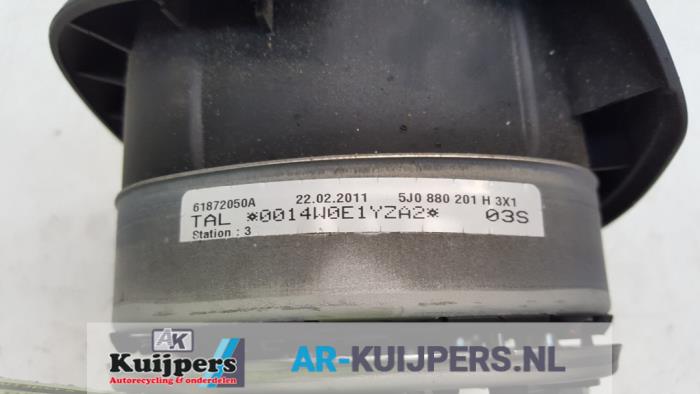 61872050A 22.02.2011 5J0 880 201 H 3X1
TAL *0014W0E1YZA2* 03S
Station : 3
AK
Kuijpers
Autorecycling & onderdelen
AR-KUIJPERS.NL